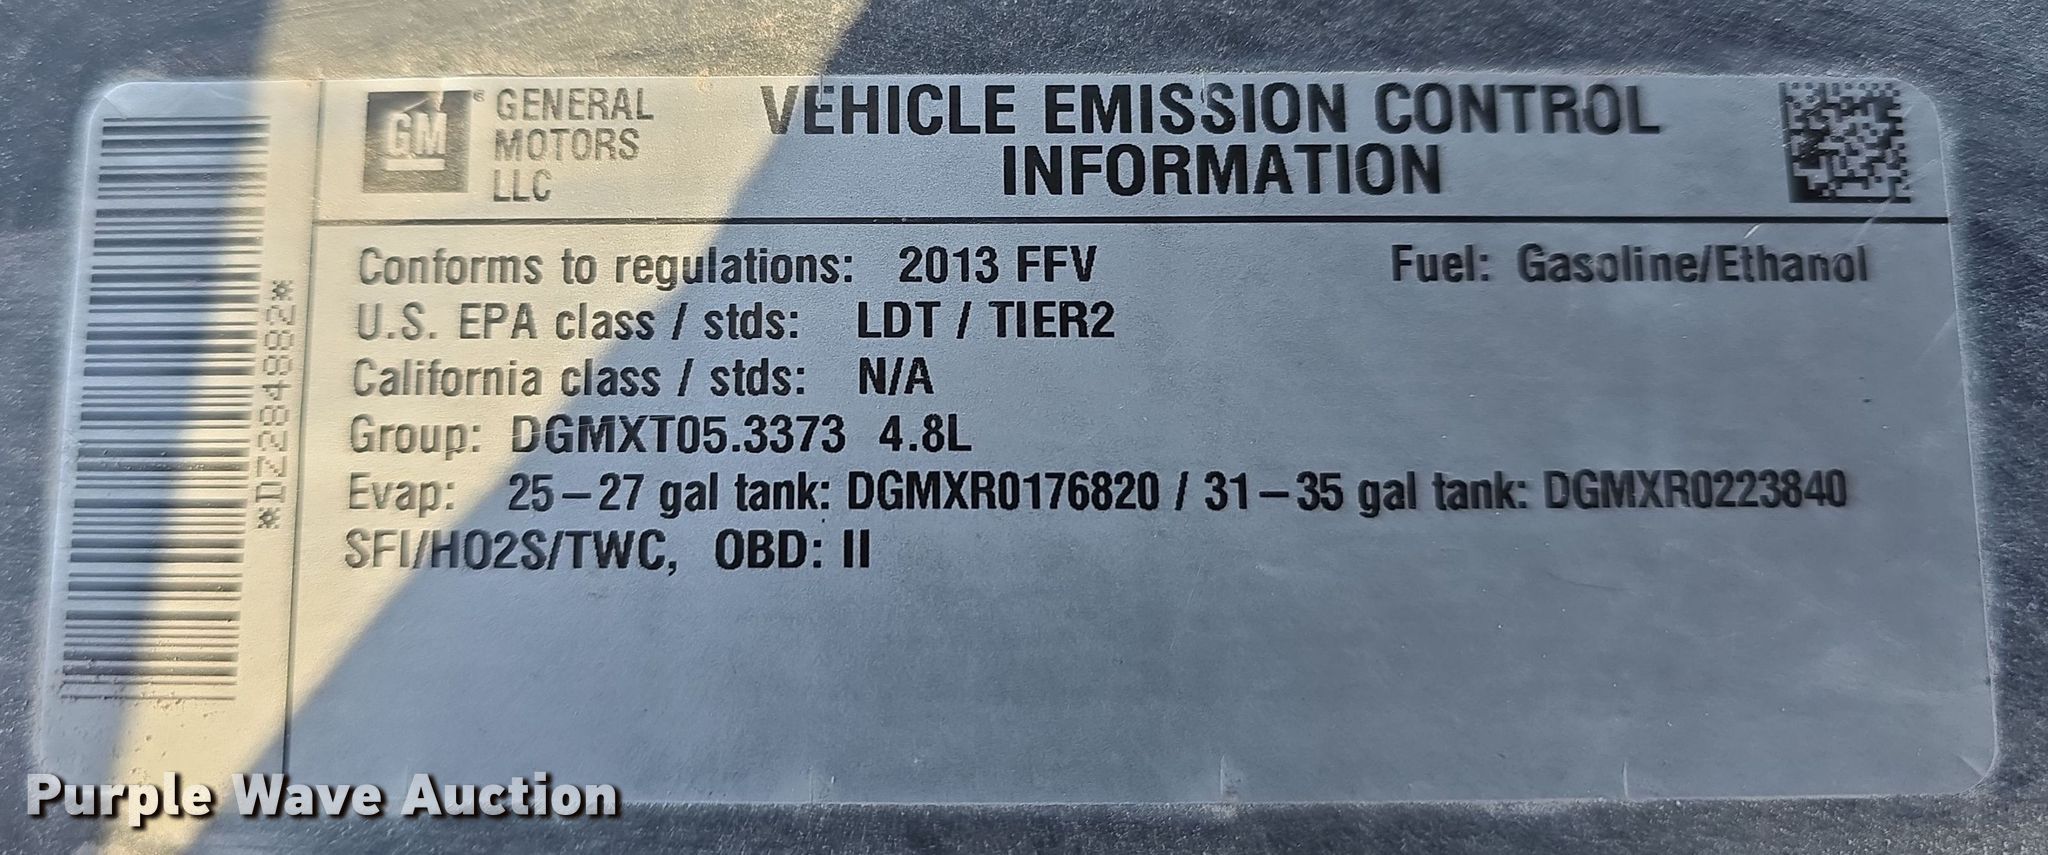 GM ® GENERAL
MOTORS
LLC
VEHICLE EMISSION CONTROL
INFORMATION
*DZ284882*
Conforms to regulations: 2013 FFV Fuel: Gasoline/Ethanol
U.S. EPA class / stds: LDT / TIER2
California class / stds: N/A
Group: DGMXT05.3373 4.8L
Evap: 25–27 gal tank: DGMXR0176820 / 31–35 gal tank: DGMXR0223840
SFI/HO2S/TWC, OBD: II
Purple Wave Auction